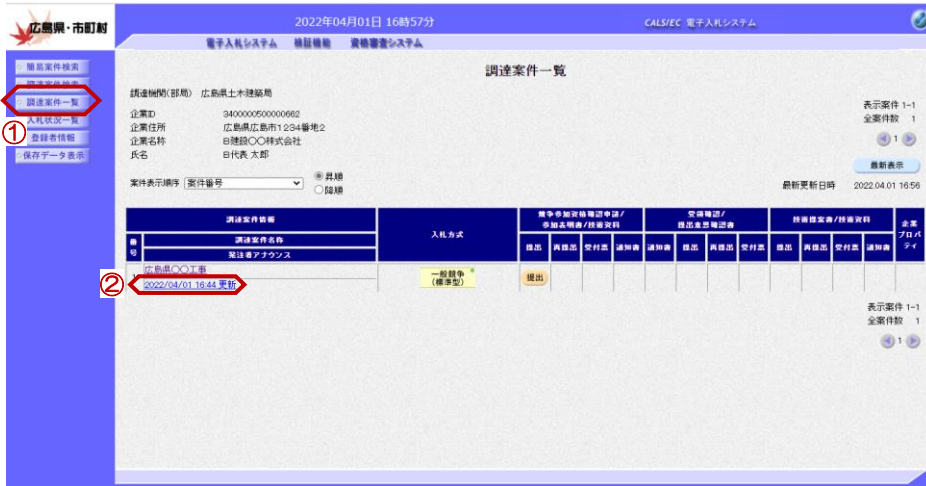 広島県・市町村
2022年04月01日 16時57分
CALS/EC 電子入札システム
電子入札システム 検証機能 資格審査システム
簡易案件検索
調達案件検索
調達案件一覧
入札状況一覧
登録者情報
保存データ表示
①
調達案件一覧
調達機関(部局) 広島県土木建築局
企業ID 3400000500000662
企業住所 広島県広島市1234番地2
企業名称 B建設○○株式会社
氏名 B代表 太郎
案件表示順序 案件番号
昇順
降順
表示案件 1-1
全案件数 1
1
最新表示
最新更新日時 2022.04.01 16:56
番号
調達案件情報
調達案件名称
発注者アナウンス
入札方式
競争参加資格確認申請/
参加表明書/技術資料
提出 再提出 受付票 通知書
受領確認/
提出意思確認書
通知書 提出 再提出 受付票
技術提案書/技術資料
提出 再提出 受付票 通知書
企業
プロパ
ティ
1
広島県○○工事
②
2022/04/01 16:44 更新
一般競争
(標準型)
提出
表示案件 1-1
全案件数 1
1